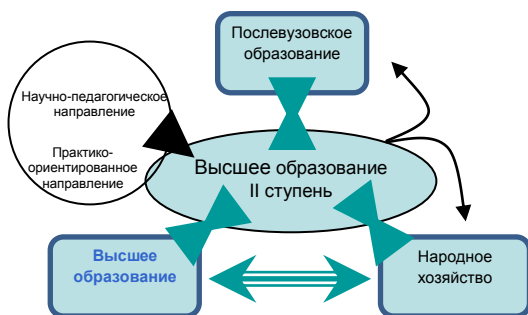 Послевузовское
образование
Научно-педагогическое
направление
Практико-
ориентированное
направление
Высшее образование
II ступень
Высшее
образование
Народное
хозяйство